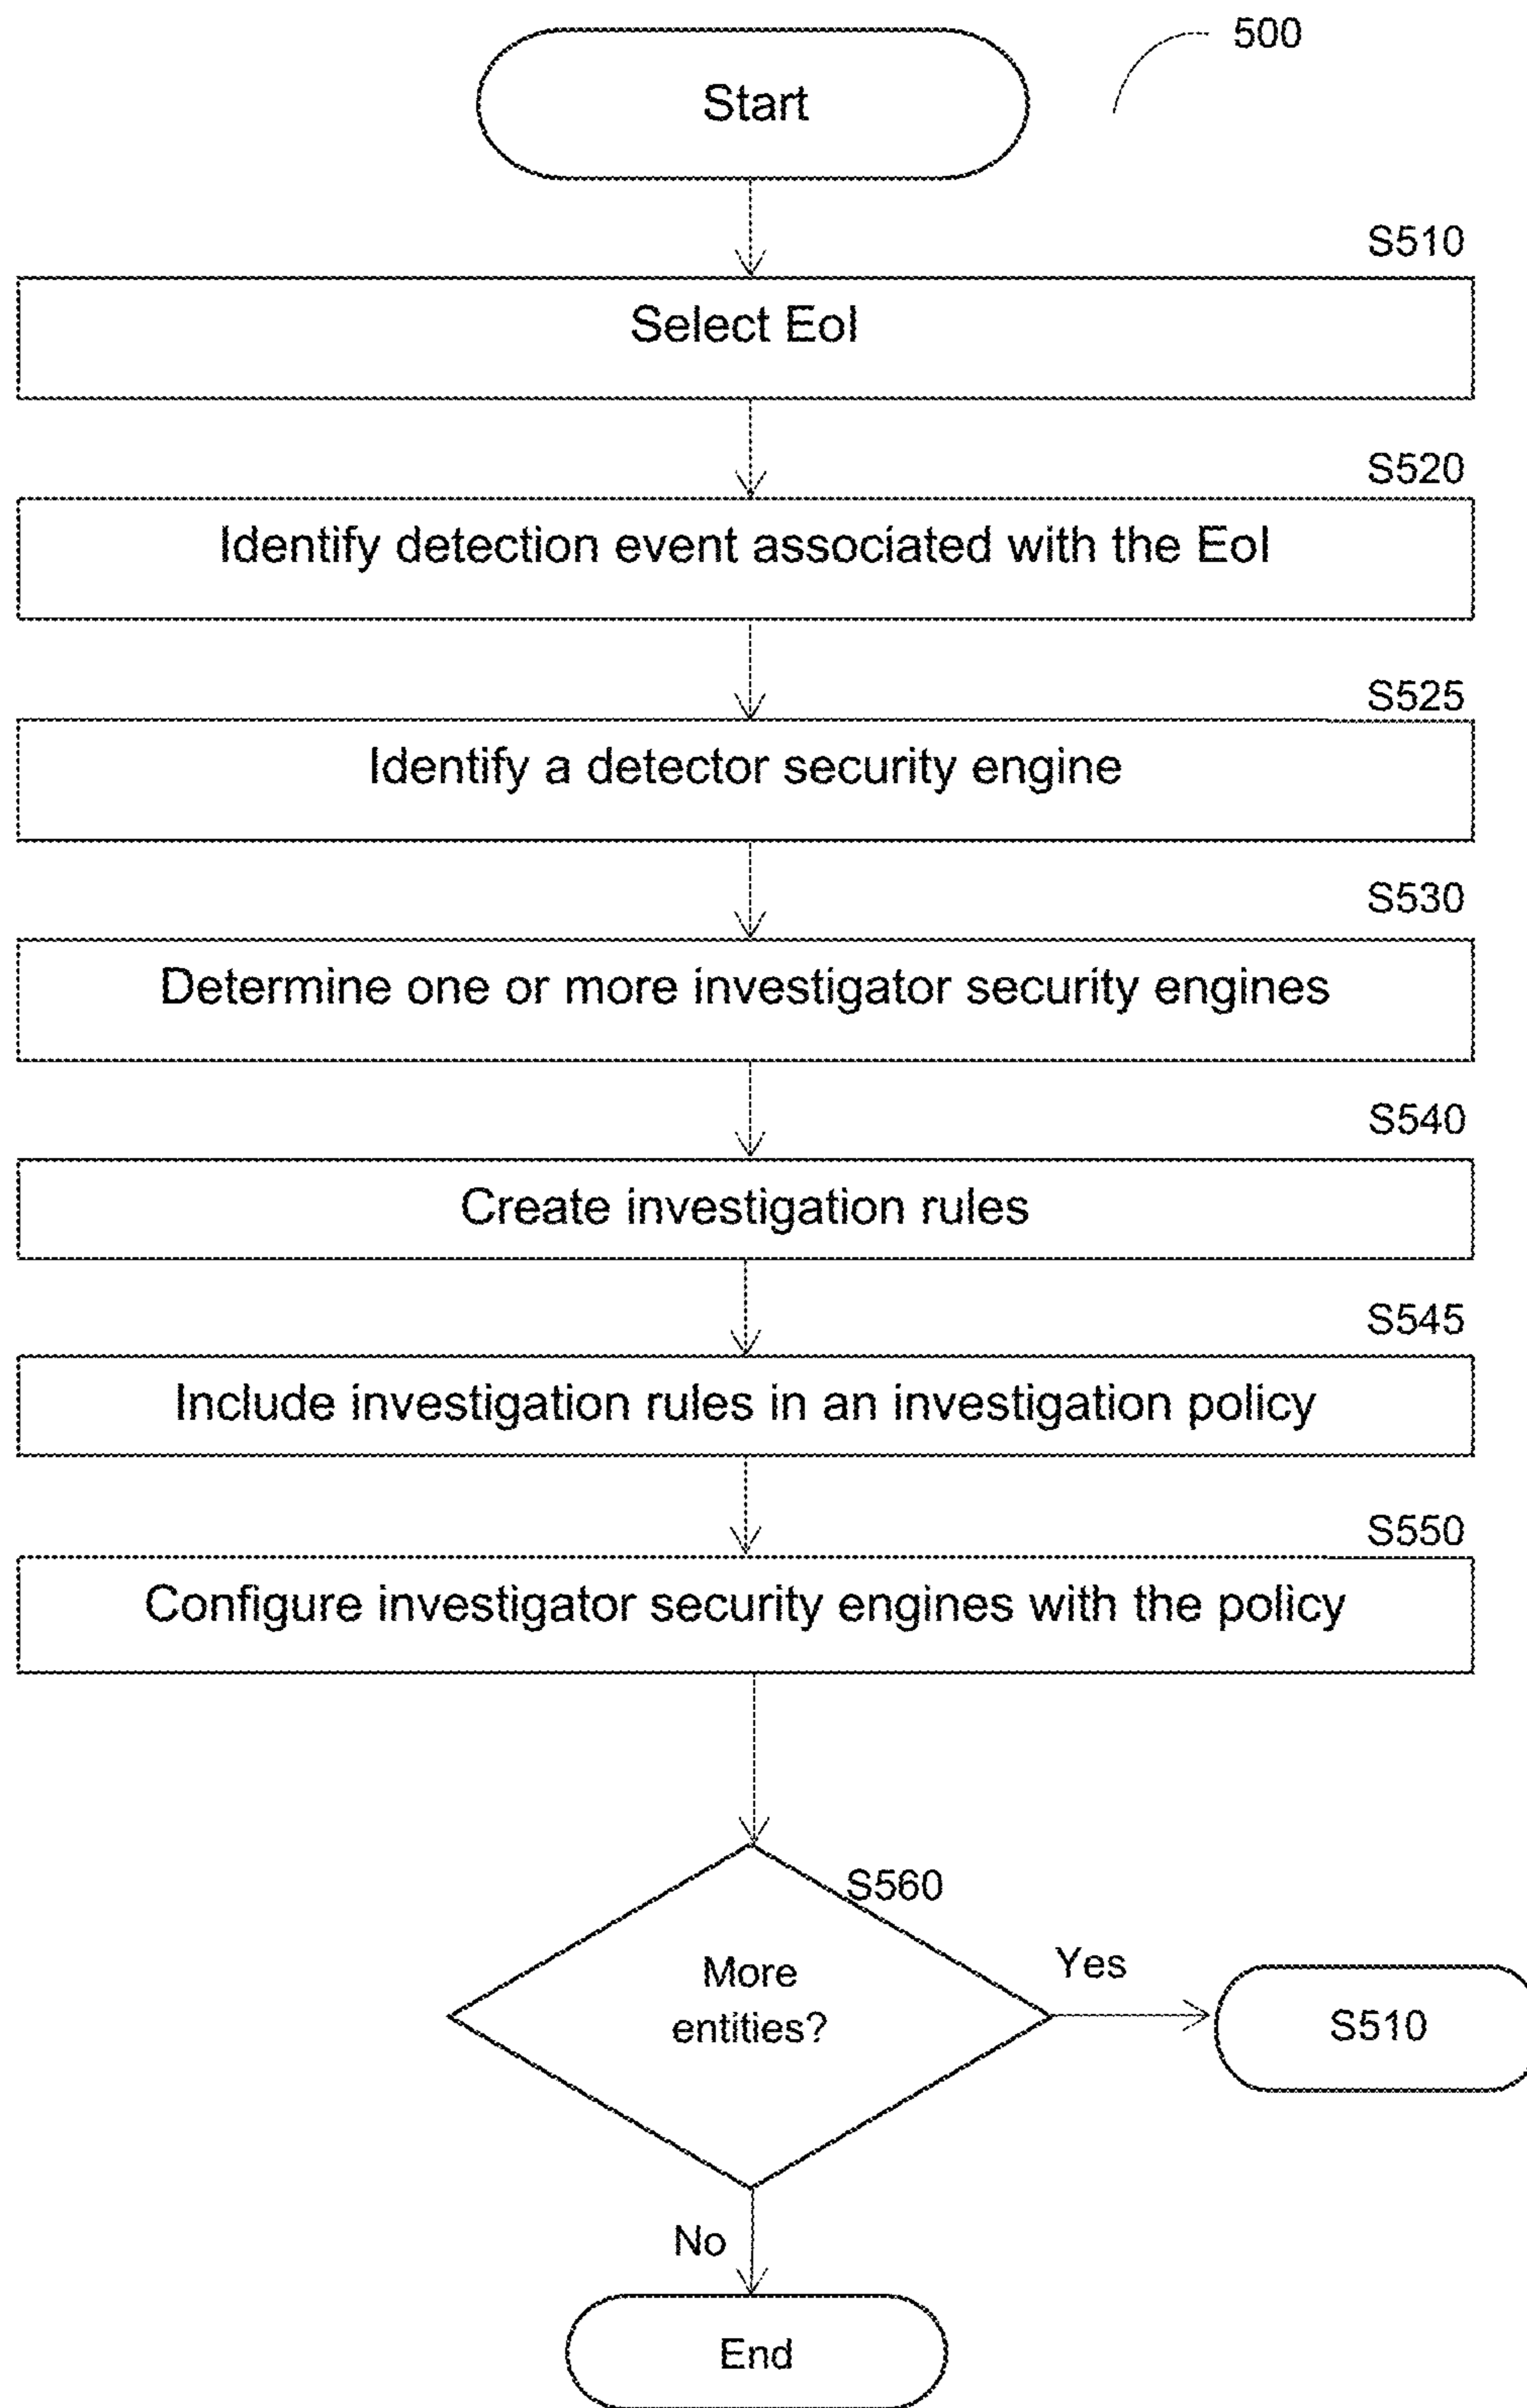 500
Start
S510
Select EoI
S520
Identify detection event associated with the EoI
S525
Identify a detector security engine
S530
Determine one or more investigator security engines
S540
Create investigation rules
S545
Include investigation rules in an investigation policy
S550
Configure investigator security engines with the policy
S560
More
entities?
Yes
S510
No
End